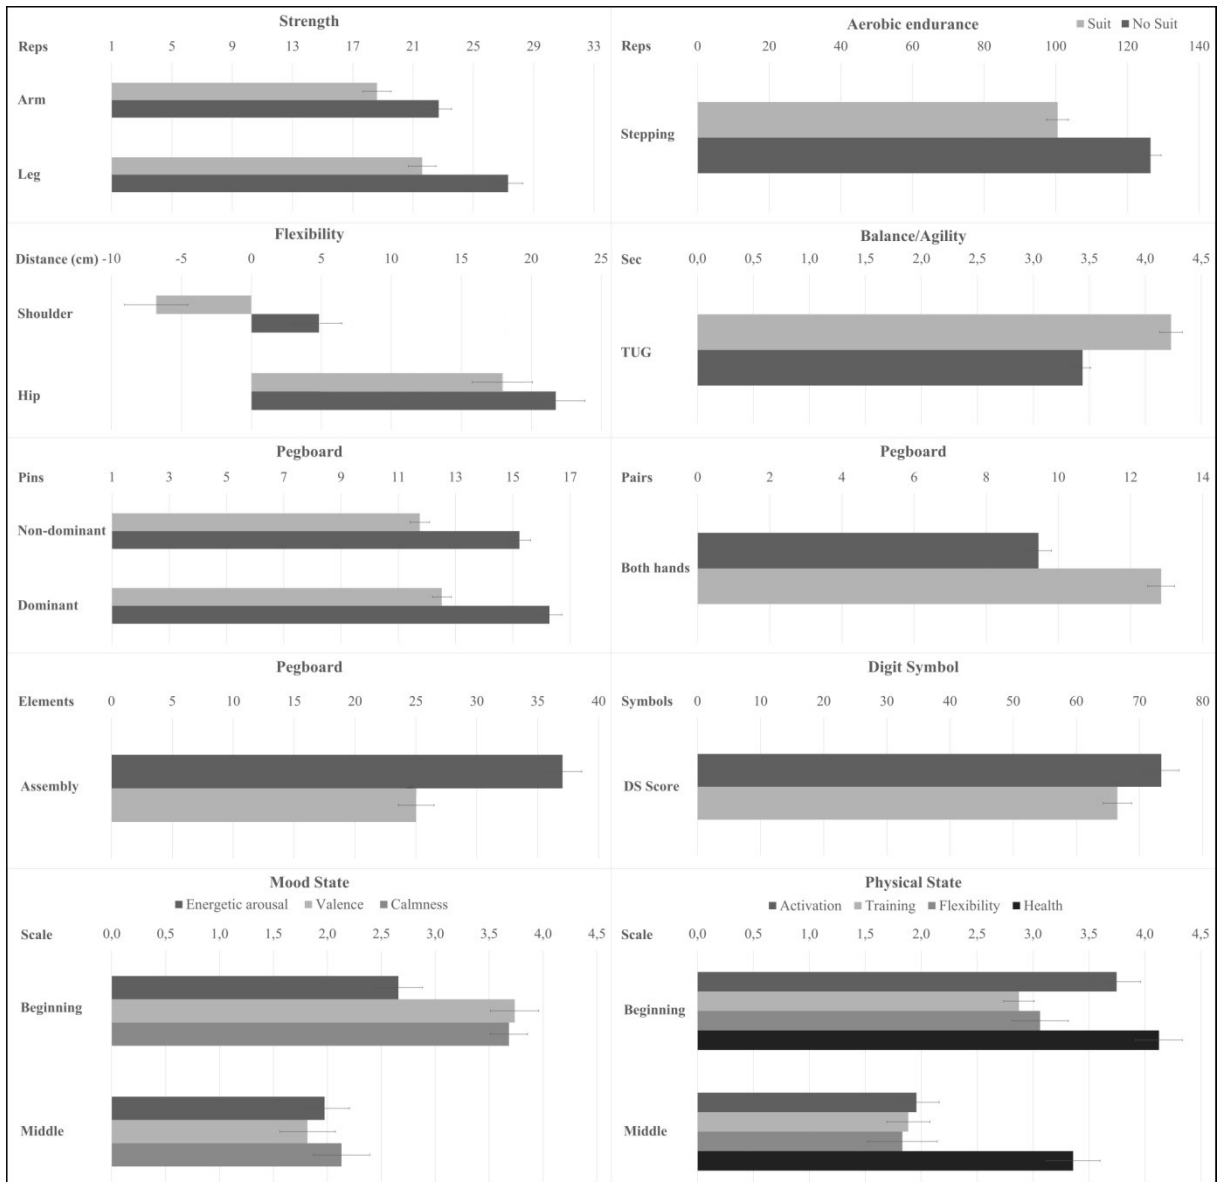 Strength
Reps 1 5 9 13 17 21 25 29 33
Arm
Leg
Aerobic endurance
Suit No Suit
Reps 0 20 40 60 80 100 120 140
Stepping
Flexibility
Distance (cm) -10 -5 0 5 10 15 20 25
Shoulder
Hip
Balance/Agility
Sec 0,0 0,5 1,0 1,5 2,0 2,5 3,0 3,5 4,0 4,5
TUG
Pegboard
Pins 1 3 5 7 9 11 13 15 17
Non-dominant
Dominant
Pegboard
Pairs 0 2 4 6 8 10 12 14
Both hands
Pegboard
Elements 0 5 10 15 20 25 30 35 40
Assembly
Digit Symbol
Symbols 0 10 20 30 40 50 60 70 80
DS Score
Mood State
Energetic arousal Valence Calmness
Scale 0,0 0,5 1,0 1,5 2,0 2,5 3,0 3,5 4,0 4,5
Beginning
Middle
Physical State
Activation Training Flexibility Health
Scale 0,0 0,5 1,0 1,5 2,0 2,5 3,0 3,5 4,0 4,5
Beginning
Middle